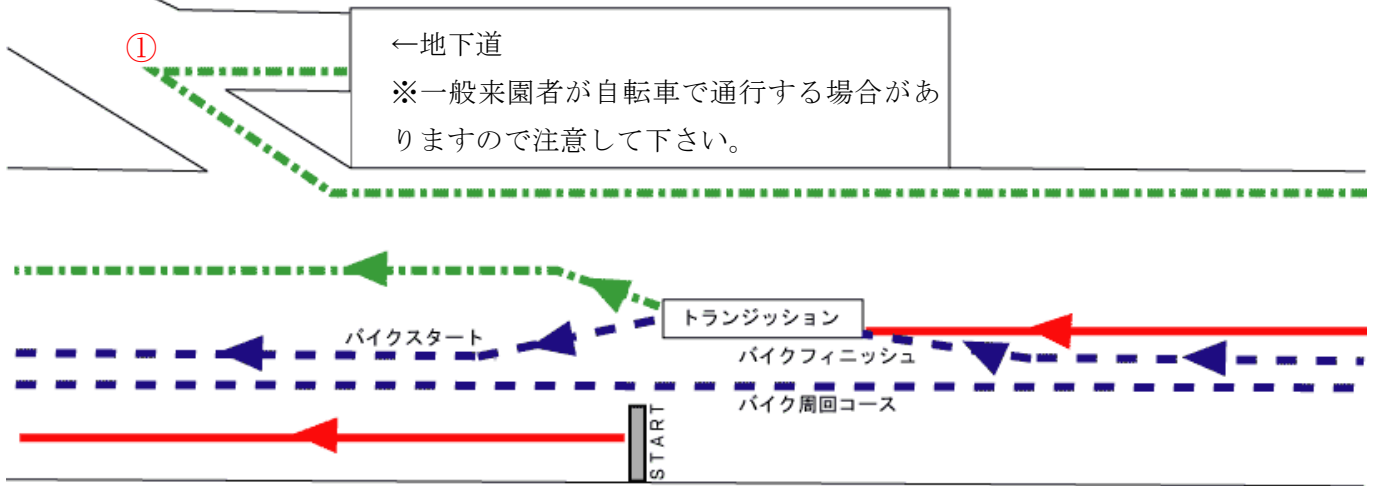 ①
←地下道
※一般来園者が自転車で通行する場合があ
りますので注意して下さい。
トランジッション
バイクスタート
バイクフィニッシュ
バイク周回コース
START